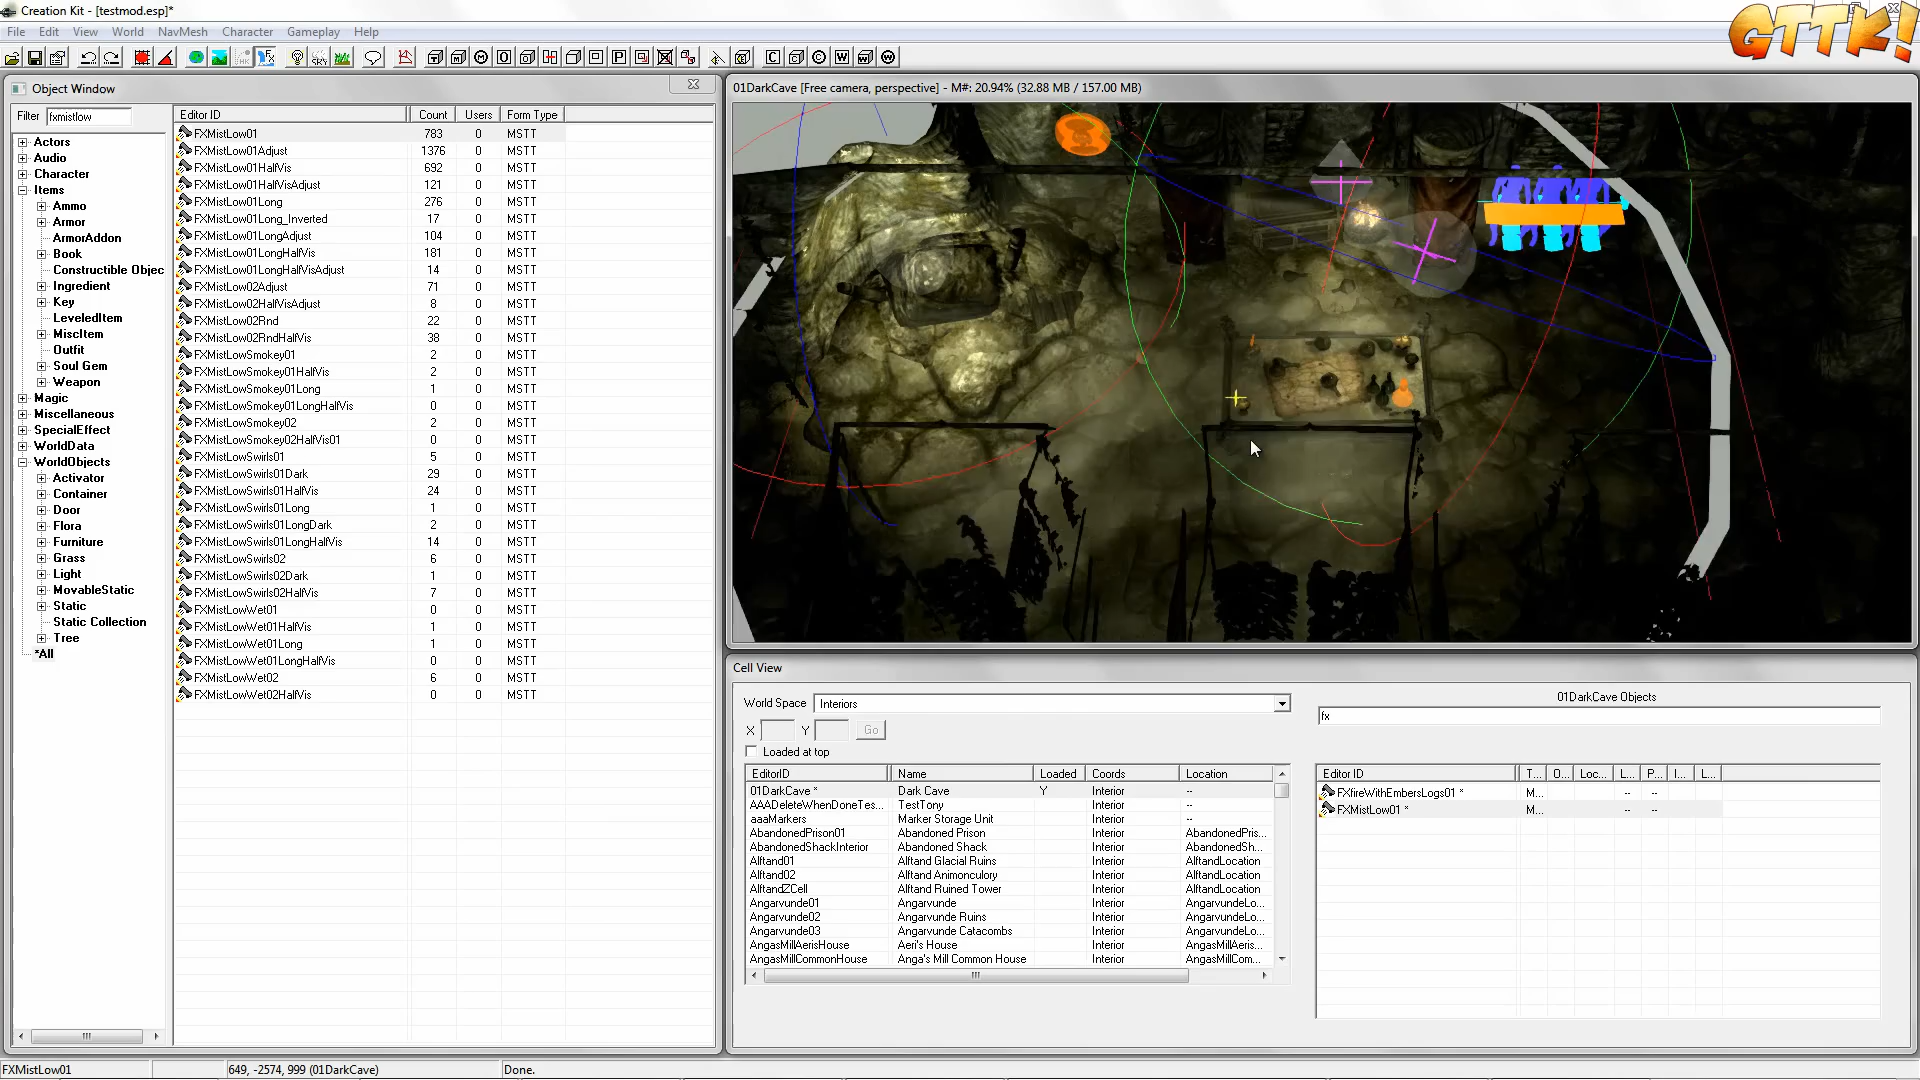 Creation Kit - [testmod.esp]*
GTTK!
File Edit View World NavMesh Character Gameplay Help
Object Window
01DarkCave [Free camera, perspective] - M#: 20.94% (32.88 MB / 157.00 MB)
Filter fxmistlow
Editor ID Count Users Form Type
Actors
Audio
Character
Items
Ammo
Armor
ArmorAddon
Book
Constructible Objec
Ingredient
Key
LeveledItem
MiscItem
Outfit
Soul Gem
Weapon
Magic
Miscellaneous
SpecialEffect
WorldData
WorldObjects
Activator
Container
Door
Flora
Furniture
Grass
Light
MovableStatic
Static
Static Collection
Tree
*All
FXMistLow01 783 0 MSTT
FXMistLow01Adjust 1376 0 MSTT
FXMistLow01HalfVis 692 0 MSTT
FXMistLow01HalfVisAdjust 121 0 MSTT
FXMistLow01Long 276 0 MSTT
FXMistLow01Long_Inverted 17 0 MSTT
FXMistLow01LongAdjust 104 0 MSTT
FXMistLow01LongHalfVis 181 0 MSTT
FXMistLow01LongHalfVisAdjust 14 0 MSTT
FXMistLow02Adjust 71 0 MSTT
FXMistLow02HalfVisAdjust 8 0 MSTT
FXMistLow02Rnd 22 0 MSTT
FXMistLow02RndHalfVis 38 0 MSTT
FXMistLowSmokey01 2 0 MSTT
FXMistLowSmokey01HalfVis 2 0 MSTT
FXMistLowSmokey01Long 1 0 MSTT
FXMistLowSmokey01LongHalfVis 0 0 MSTT
FXMistLowSmokey02 2 0 MSTT
FXMistLowSmokey02HalfVis01 0 0 MSTT
FXMistLowSwirls01 5 0 MSTT
FXMistLowSwirls01Dark 29 0 MSTT
FXMistLowSwirls01HalfVis 24 0 MSTT
FXMistLowSwirls01Long 1 0 MSTT
FXMistLowSwirls01LongDark 2 0 MSTT
FXMistLowSwirls01LongHalfVis 14 0 MSTT
FXMistLowSwirls02 6 0 MSTT
FXMistLowSwirls02Dark 1 0 MSTT
FXMistLowSwirls02HalfVis 7 0 MSTT
FXMistLowWet01 0 0 MSTT
FXMistLowWet01HalfVis 1 0 MSTT
FXMistLowWet01Long 1 0 MSTT
FXMistLowWet01LongHalfVis 0 0 MSTT
FXMistLowWet02 6 0 MSTT
FXMistLowWet02HalfVis 0 0 MSTT
Cell View
World Space Interiors
X Y Go
Loaded at top
EditorID Name Loaded Coords Location
01DarkCave * Dark Cave Y Interior --
AAADeleteWhenDoneTes... TestTony Interior --
aaaMarkers Marker Storage Unit Interior --
AbandonedPrison01 Abandoned Prison Interior AbandonedPris...
AbandonedShackInterior Abandoned Shack Interior AbandonedSh...
Alftand01 Alftand Glacial Ruins Interior AlftandLocation
Alftand02 Alftand Animonculory Interior AlftandLocation
AlftandZCell Alftand Ruined Tower Interior AlftandLocation
Angarvunde01 Angarvunde Interior AngarvundeLo...
Angarvunde02 Angarvunde Ruins Interior AngarvundeLo...
Angarvunde03 Angarvunde Catacombs Interior AngarvundeLo...
AngasMillAerisHouse Aeri's House Interior AngasMillAeris...
AngasMillCommonHouse Anga's Mill Common House Interior AngasMillCom...
01DarkCave Objects
fx
Editor ID T... O... Loc... L... P... I... L...
FXfireWithEmbersLogs01 * M... -- --
FXMistLow01 * M... -- --
FXMistLow01 649, -2574, 999 (01DarkCave) Done.